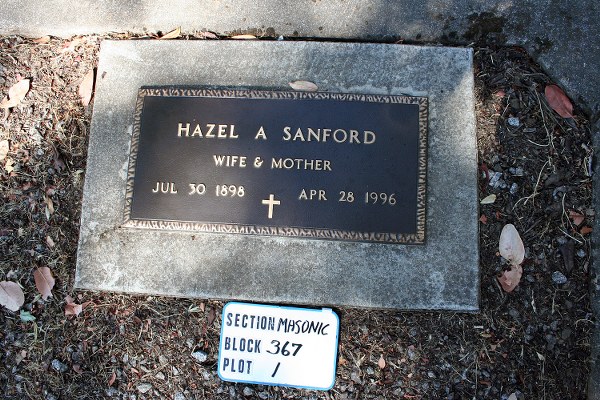 HAZEL A SANFORD
WIFE & MOTHER
JUL 30 1898 APR 28 1996
SECTION MASONIC
BLOCK 367
PLOT 1